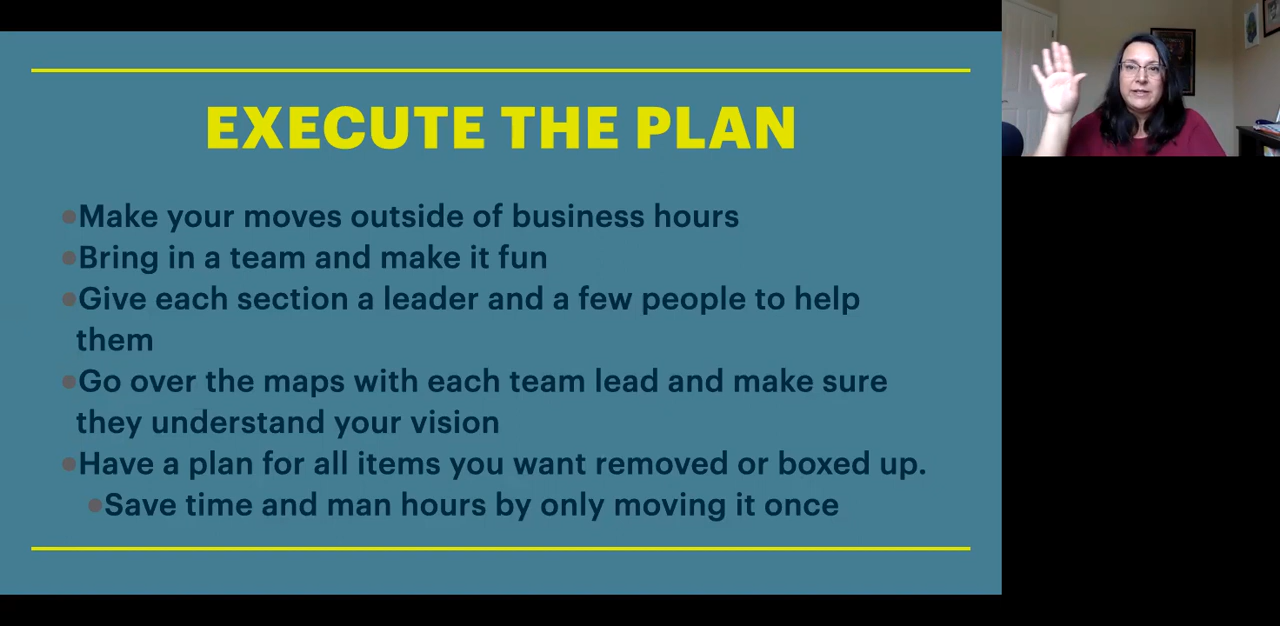 EXECUTE THE PLAN
•Make your moves outside of business hours
•Bring in a team and make it fun
•Give each section a leader and a few people to help
them
•Go over the maps with each team lead and make sure
they understand your vision
•Have a plan for all items you want removed or boxed up.
•Save time and man hours by only moving it once